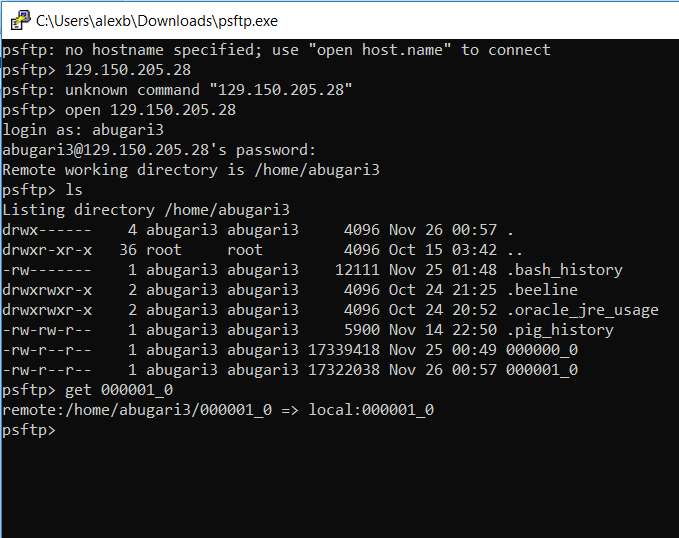 C:\Users\alexb\Downloads\psftp.exe
psftp: no hostname specified; use "open host.name" to connect
psftp> 129.150.205.28
psftp: unknown command "129.150.205.28"
psftp> open 129.150.205.28
login as: abugari3
abugari3@129.150.205.28's password:
Remote working directory is /home/abugari3
psftp> ls
Listing directory /home/abugari3
drwx------    4 abugari3 abugari3     4096 Nov 26 00:57 .
drwxr-xr-x   36 root     root         4096 Oct 15 03:42 ..
-rw-------    1 abugari3 abugari3    12111 Nov 25 01:48 .bash_history
drwxrwxr-x    2 abugari3 abugari3     4096 Oct 24 21:25 .beeline
drwxrwxr-x    2 abugari3 abugari3     4096 Oct 24 20:52 .oracle_jre_usage
-rw-rw-r--    1 abugari3 abugari3     5900 Nov 14 22:50 .pig_history
-rw-r--r--    1 abugari3 abugari3 17339418 Nov 25 00:49 000000_0
-rw-r--r--    1 abugari3 abugari3 17322038 Nov 26 00:57 000001_0
psftp> get 000001_0
remote:/home/abugari3/000001_0 => local:000001_0
psftp>